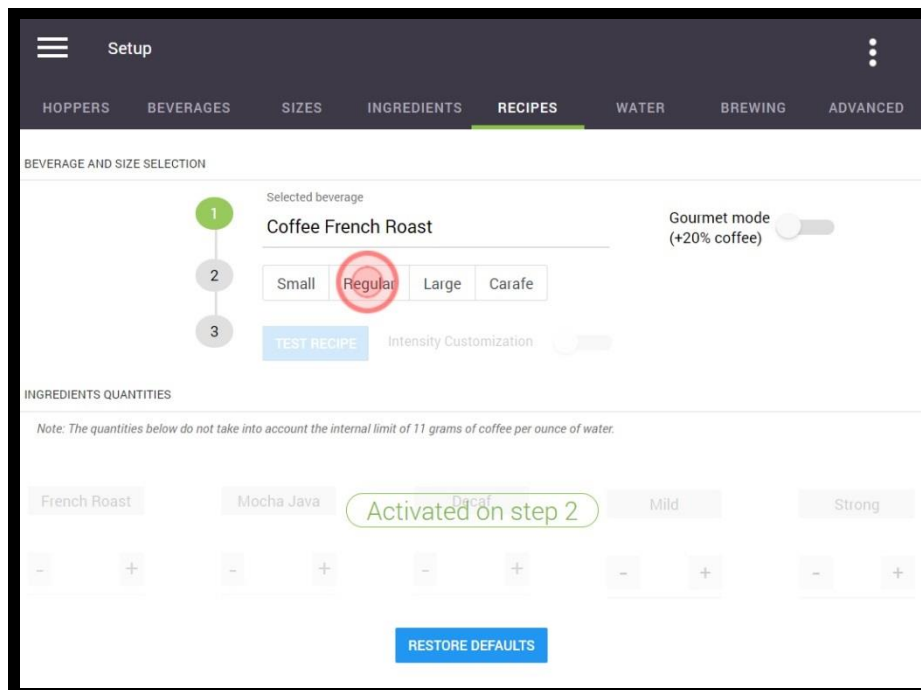 Setup
HOPPERS BEVERAGES SIZES INGREDIENTS RECIPES WATER BREWING ADVANCED
BEVERAGE AND SIZE SELECTION
Selected beverage
1 Coffee French Roast
Gourmet mode
(+20% coffee)
2 Small Regular Large Carafe
3 TEST RECIPE Intensity Customization
INGREDIENTS QUANTITIES
Note: The quantities below do not take into account the internal limit of 11 grams of coffee per ounce of water.
French Roast Mocha Java Decaf Mild Strong
Activated on step 2
- + - + - + - + - +
RESTORE DEFAULTS